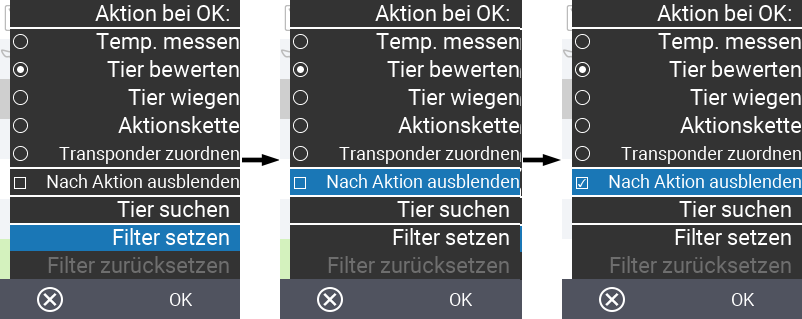 Aktion bei OK:
Temp. messen
Tier bewerten
Tier wiegen
Aktionskette
Transponder zuordnen
Nach Aktion ausblenden
Tier suchen
Filter setzen
Filter zurücksetzen
OK
Aktion bei OK:
Temp. messen
Tier bewerten
Tier wiegen
Aktionskette
Transponder zuordnen
Nach Aktion ausblenden
Tier suchen
Filter setzen
Filter zurücksetzen
OK
Aktion bei OK:
Temp. messen
Tier bewerten
Tier wiegen
Aktionskette
Transponder zuordnen
Nach Aktion ausblenden
Tier suchen
Filter setzen
Filter zurücksetzen
OK